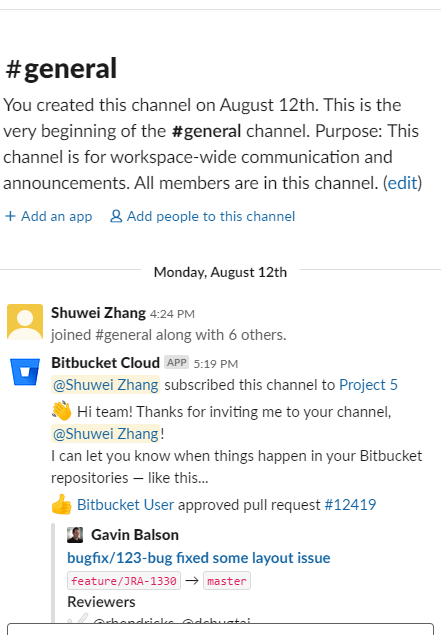 #general
You created this channel on August 12th. This is the
very beginning of the #general channel. Purpose: This
channel is for workspace-wide communication and
announcements. All members are in this channel. (edit)
+ Add an app Add people to this channel
Monday, August 12th
Shuwei Zhang 4:24 PM
joined #general along with 6 others.
Bitbucket Cloud APP 5:19 PM
@Shuwei Zhang subscribed this channel to Project 5
👋 Hi team! Thanks for inviting me to your channel,
@Shuwei Zhang!
I can let you know when things happen in your Bitbucket
repositories — like this...
👍 Bitbucket User approved pull request #12419
Gavin Balson
bugfix/123-bug fixed some layout issue
feature/JRA-1330 → master
Reviewers